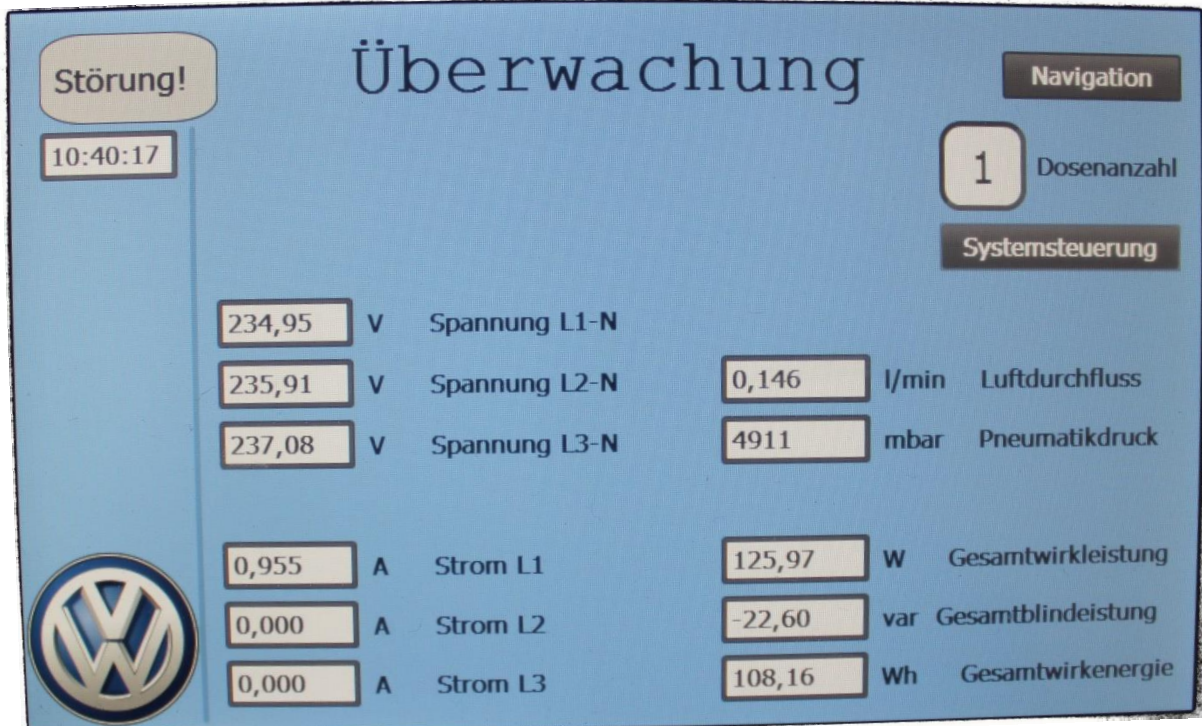 Störung!
Überwachung
Navigation
10:40:17
1 Dosenanzahl
Systemsteuerung
234,95 V Spannung L1-N
235,91 V Spannung L2-N
0,146 l/min Luftdurchfluss
237,08 V Spannung L3-N
4911 mbar Pneumatikdruck
0,955 A Strom L1
125,97 W Gesamtwirkleistung
0,000 A Strom L2
-22,60 var Gesamtblindeistung
0,000 A Strom L3
108,16 Wh Gesamtwirkenergie
VW